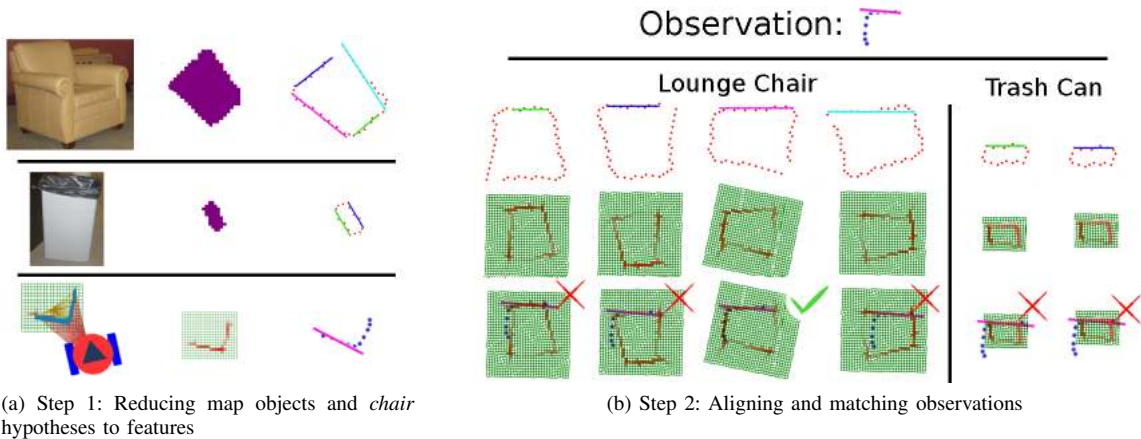 Observation:
Lounge Chair
Trash Can
(a) Step 1: Reducing map objects and chair
hypotheses to features
(b) Step 2: Aligning and matching observations